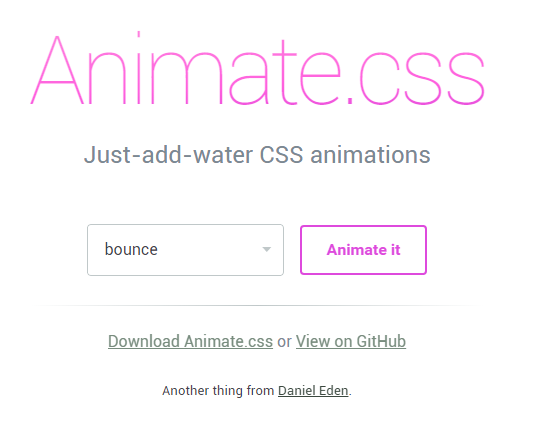 Animate.css
Just-add-water CSS animations
bounce Animate it
Download Animate.css or View on GitHub
Another thing from Daniel Eden.